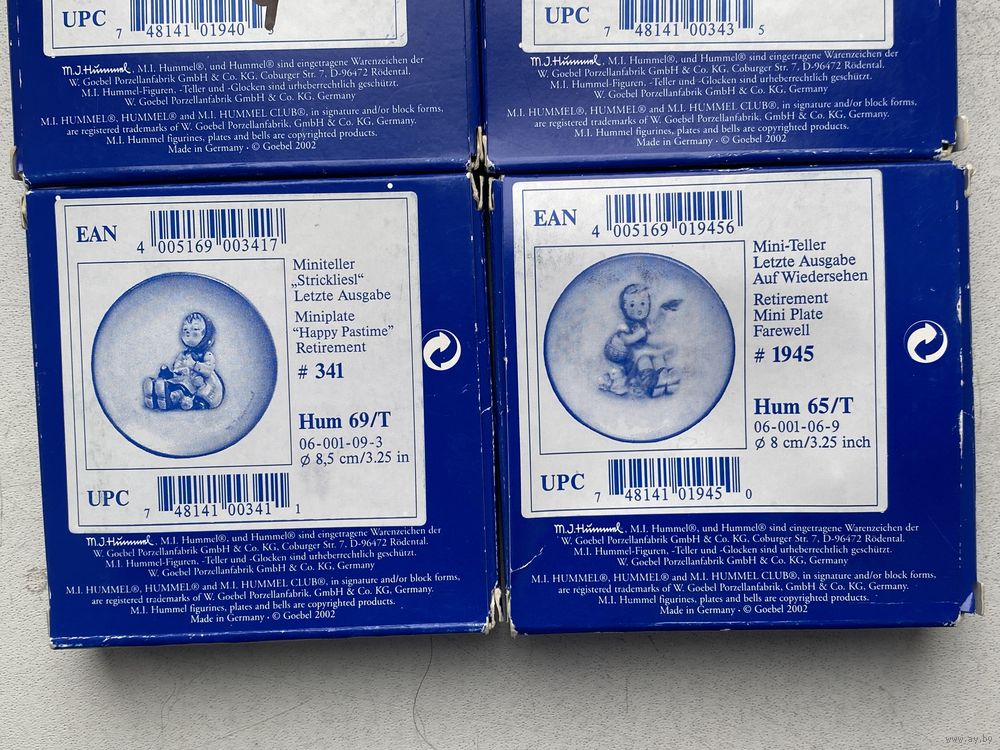 UPC
7 48141 01940
M.J.Hümmel, M.I. Hummel®, und Hummel® sind eingetragene Warenzeichen der
W. Goebel Porzellanfabrik GmbH & Co. KG, Coburger Str. 7, D-96472 Rödental.
M.I. Hummel-Figuren, -Teller und -Glocken sind urheberrechtlich geschützt.
W. Goebel Porzellanfabrik GmbH & Co. KG, Germany
M.I. HUMMEL®, HUMMEL® and M.I. HUMMEL CLUB®, in signature and/or block forms,
are registered trademarks of W. Goebel Porzellanfabrik, GmbH & Co. KG, Germany.
M.I. Hummel figurines, plates and bells are copyrighted products.
Made in Germany · © Goebel 2002
UPC
7 48141 00343 5
M.J.Hümmel, M.I. Hummel®, und Hummel® sind eingetragene Warenzeichen der
W. Goebel Porzellanfabrik GmbH & Co. KG, Coburger Str. 7, D-96472 Rödental.
M.I. Hummel-Figuren, -Teller und -Glocken sind urheberrechtlich geschützt.
W. Goebel Porzellanfabrik GmbH & Co. KG, Germany
M.I. HUMMEL®, HUMMEL® and M.I. HUMMEL CLUB®, in signature and/or block forms,
are registered trademarks of W. Goebel Porzellanfabrik, GmbH & Co. KG, Germany.
M.I. Hummel figurines, plates and bells are copyrighted products.
Made in Germany · © Goebel 2002
EAN
4 005169 003417
Miniteller
„Strickliesl“
Letzte Ausgabe
Miniplate
“Happy Pastime”
Retirement
# 341
Hum 69/T
06-001-09-3
ø 8,5 cm/3.25 in
UPC
7 48141 00341 1
M.J.Hümmel, M.I. Hummel®, und Hummel® sind eingetragene Warenzeichen der
W. Goebel Porzellanfabrik GmbH & Co. KG, Coburger Str. 7, D-96472 Rödental.
M.I. Hummel-Figuren, -Teller und -Glocken sind urheberrechtlich geschützt.
W. Goebel Porzellanfabrik GmbH & Co. KG, Germany
M.I. HUMMEL®, HUMMEL® and M.I. HUMMEL CLUB®, in signature and/or block forms,
are registered trademarks of W. Goebel Porzellanfabrik, GmbH & Co. KG, Germany.
M.I. Hummel figurines, plates and bells are copyrighted products.
Made in Germany · © Goebel 2002
EAN
4 005169 019456
Mini-Teller
Letzte Ausgabe
Auf Wiedersehen
Retirement
Mini Plate
Farewell
# 1945
Hum 65/T
06-001-06-9
ø 8 cm/3.25 inch
UPC
7 48141 01945 0
M.J.Hümmel, M.I. Hummel®, und Hummel® sind eingetragene Warenzeichen der
W. Goebel Porzellanfabrik GmbH & Co. KG, Coburger Str. 7, D-96472 Rödental.
M.I. Hummel-Figuren, -Teller und -Glocken sind urheberrechtlich geschützt.
W. Goebel Porzellanfabrik GmbH & Co. KG, Germany
M.I. HUMMEL®, HUMMEL® and M.I. HUMMEL CLUB®, in signature and/or block forms,
are registered trademarks of W. Goebel Porzellanfabrik, GmbH & Co. KG, Germany.
M.I. Hummel figurines, plates and bells are copyrighted products.
Made in Germany · © Goebel 2002
www.ay.by